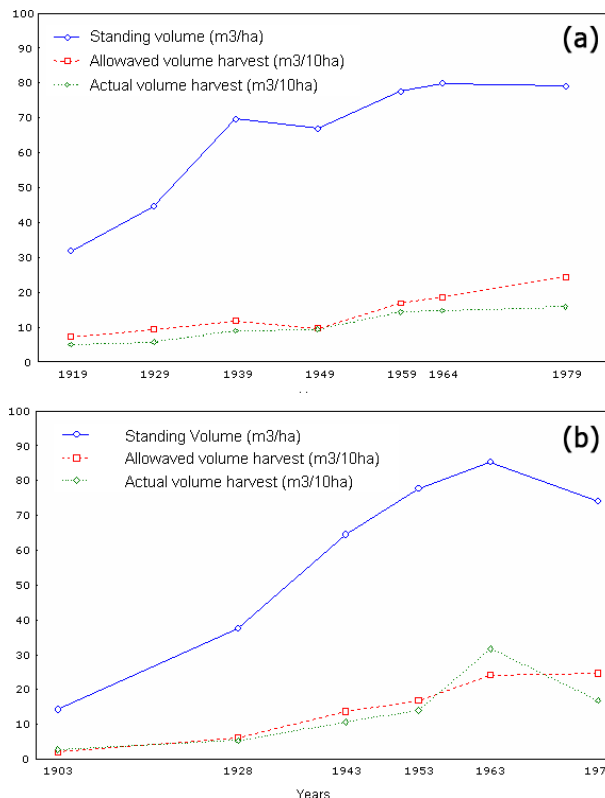 (a)
Standing volume (m3/ha)
Allowaved volume harvest (m3/10ha)
Actual volume harvest (m3/10ha)
100
90
80
70
60
50
40
30
20
10
0
1919 1929 1939 1949 1959 1964 1979
(b)
Standing Volume (m3/ha)
Allowaved volume harvest (m3/10ha)
Actual volume harvest (m3/10ha)
100
90
80
70
60
50
40
30
20
10
0
1903 1928 1943 1953 1963
Years